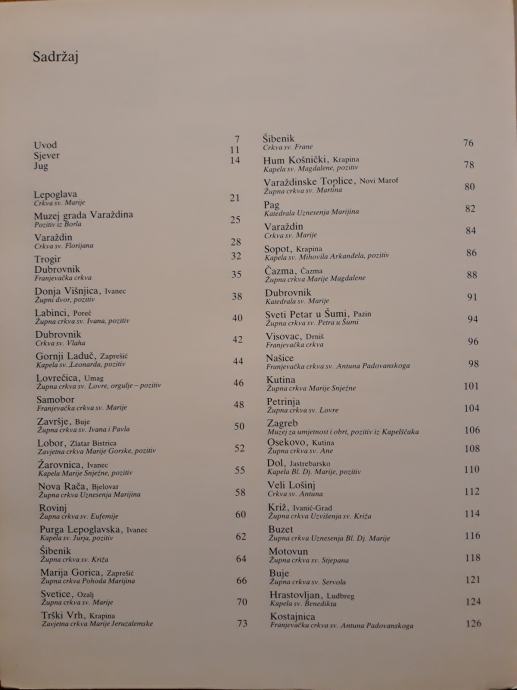 Sadržaj
Uvod 7
Sjever 11
Jug 14
Lepoglava 21
Crkva sv. Marije
Muzej grada Varaždina 25
Pozitiv iz Borla
Varaždin 28
Crkva sv. Florijana
Trogir 32
Dubrovnik 35
Franjevačka crkva
Donja Višnjica, Ivanec 38
Župni dvor, pozitiv
Labinci, Poreč 40
Župna crkva sv. Ivana, pozitiv
Dubrovnik 42
Crkva sv. Vlaha
Gornji Laduč, Zaprešić 44
Kapela sv. Leonarda, pozitiv
Lovrečica, Umag 46
Župna crkva sv. Lovre, orgulje – pozitiv
Samobor 48
Franjevačka crkva sv. Marije
Završje, Buje 50
Župna crkva sv. Ivana i Pavla
Lobor, Zlatar Bistrica 52
Zavjetna crkva Marije Gorske, pozitiv
Žarovnica, Ivanec 55
Kapela Marije Snježne, pozitiv
Nova Rača, Bjelovar 58
Župna crkva Uznesenja Marijina
Rovinj 60
Župna crkva sv. Eufemije
Purga Lepoglavska, Ivanec 62
Kapela sv. Jurja, pozitiv
Šibenik 64
Župna crkva sv. Križa
Marija Gorica, Zaprešić 66
Župna crkva Pohoda Marijina
Svetice, Ozalj 70
Župna crkva sv. Marije
Trški Vrh, Krapina 73
Zavjetna crkva Marije Jeruzalemske
Šibenik 76
Crkva sv. Frane
Hum Košnički, Krapina 78
Kapela sv. Magdalene, pozitiv
Varaždinske Toplice, Novi Marof 80
Župna crkva sv. Martina
Pag 82
Katedrala Uznesenja Marijina
Varaždin 84
Crkva sv. Marije
Sopot, Krapina 86
Kapela sv. Mihovila Arkanđela, pozitiv
Čazma, Čazma 88
Župna crkva Marije Magdalene
Dubrovnik 91
Katedrala sv. Marije
Sveti Petar u Šumi, Pazin 94
Župna crkva sv. Petra u Šumi
Visovac, Drniš 96
Franjevačka crkva
Našice 98
Franjevačka crkva sv. Antuna Padovanskoga
Kutina 101
Župna crkva Marije Snježne
Petrinja 104
Župna crkva sv. Lovre
Zagreb 106
Muzej za umjetnost i obrt, pozitiv iz Kapelščaka
Osekovo, Kutina 108
Župna crkva sv. Ane
Dol, Jastrebarsko 110
Kapela Bl. Dj. Marije, pozitiv
Veli Lošinj 112
Crkva sv. Antuna
Križ, Ivanić-Grad 114
Župna crkva Uzvišenja sv. Križa
Buzet 116
Župna crkva Uznesenja Bl. Dj. Marije
Motovun 118
Župna crkva sv. Stjepana
Buje 121
Župna crkva sv. Servola
Hrastovljan, Ludbreg 124
Kapela sv. Benedikta
Kostajnica 126
Franjevačka crkva sv. Antuna Padovanskoga